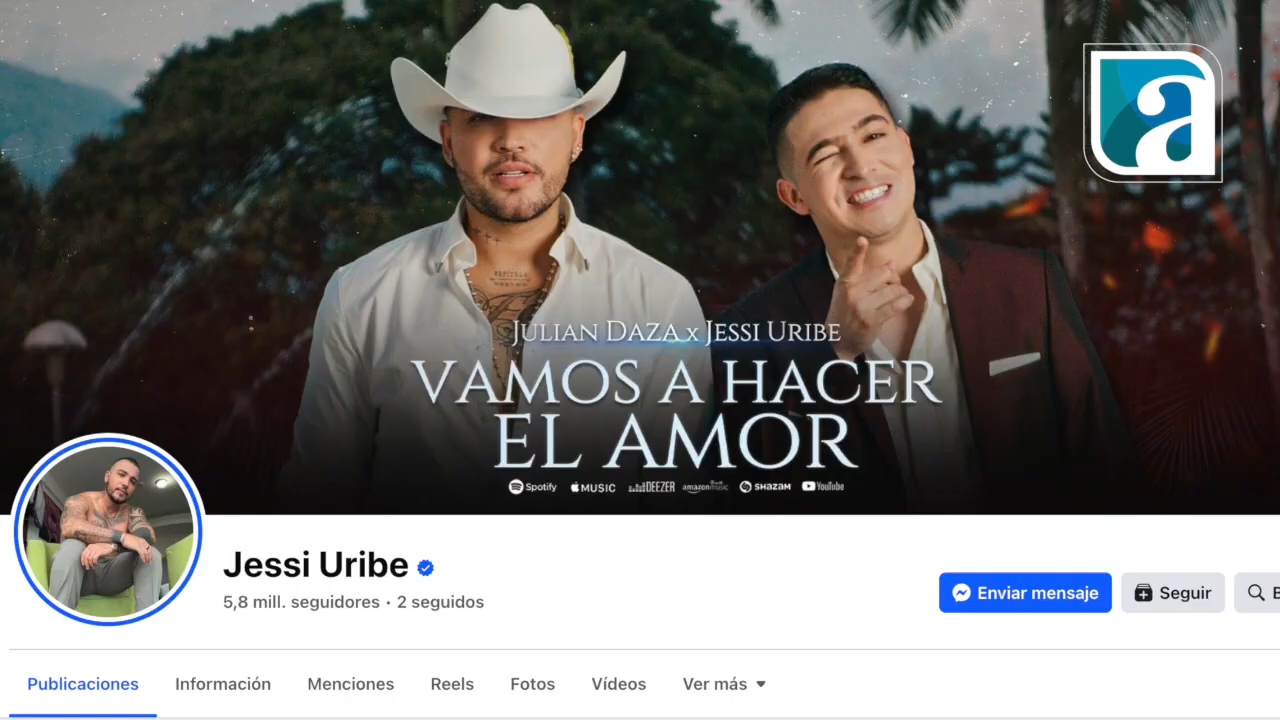 a
JULIAN DAZA X JESSI URIBE
VAMOS A HACER
EL AMOR
Spotify MUSIC DEEZER amazon music SHAZAM YouTube
Jessi Uribe
5,8 mill. seguidores · 2 seguidos
Enviar mensaje
Seguir
Publicaciones
Información
Menciones
Reels
Fotos
Vídeos
Ver más